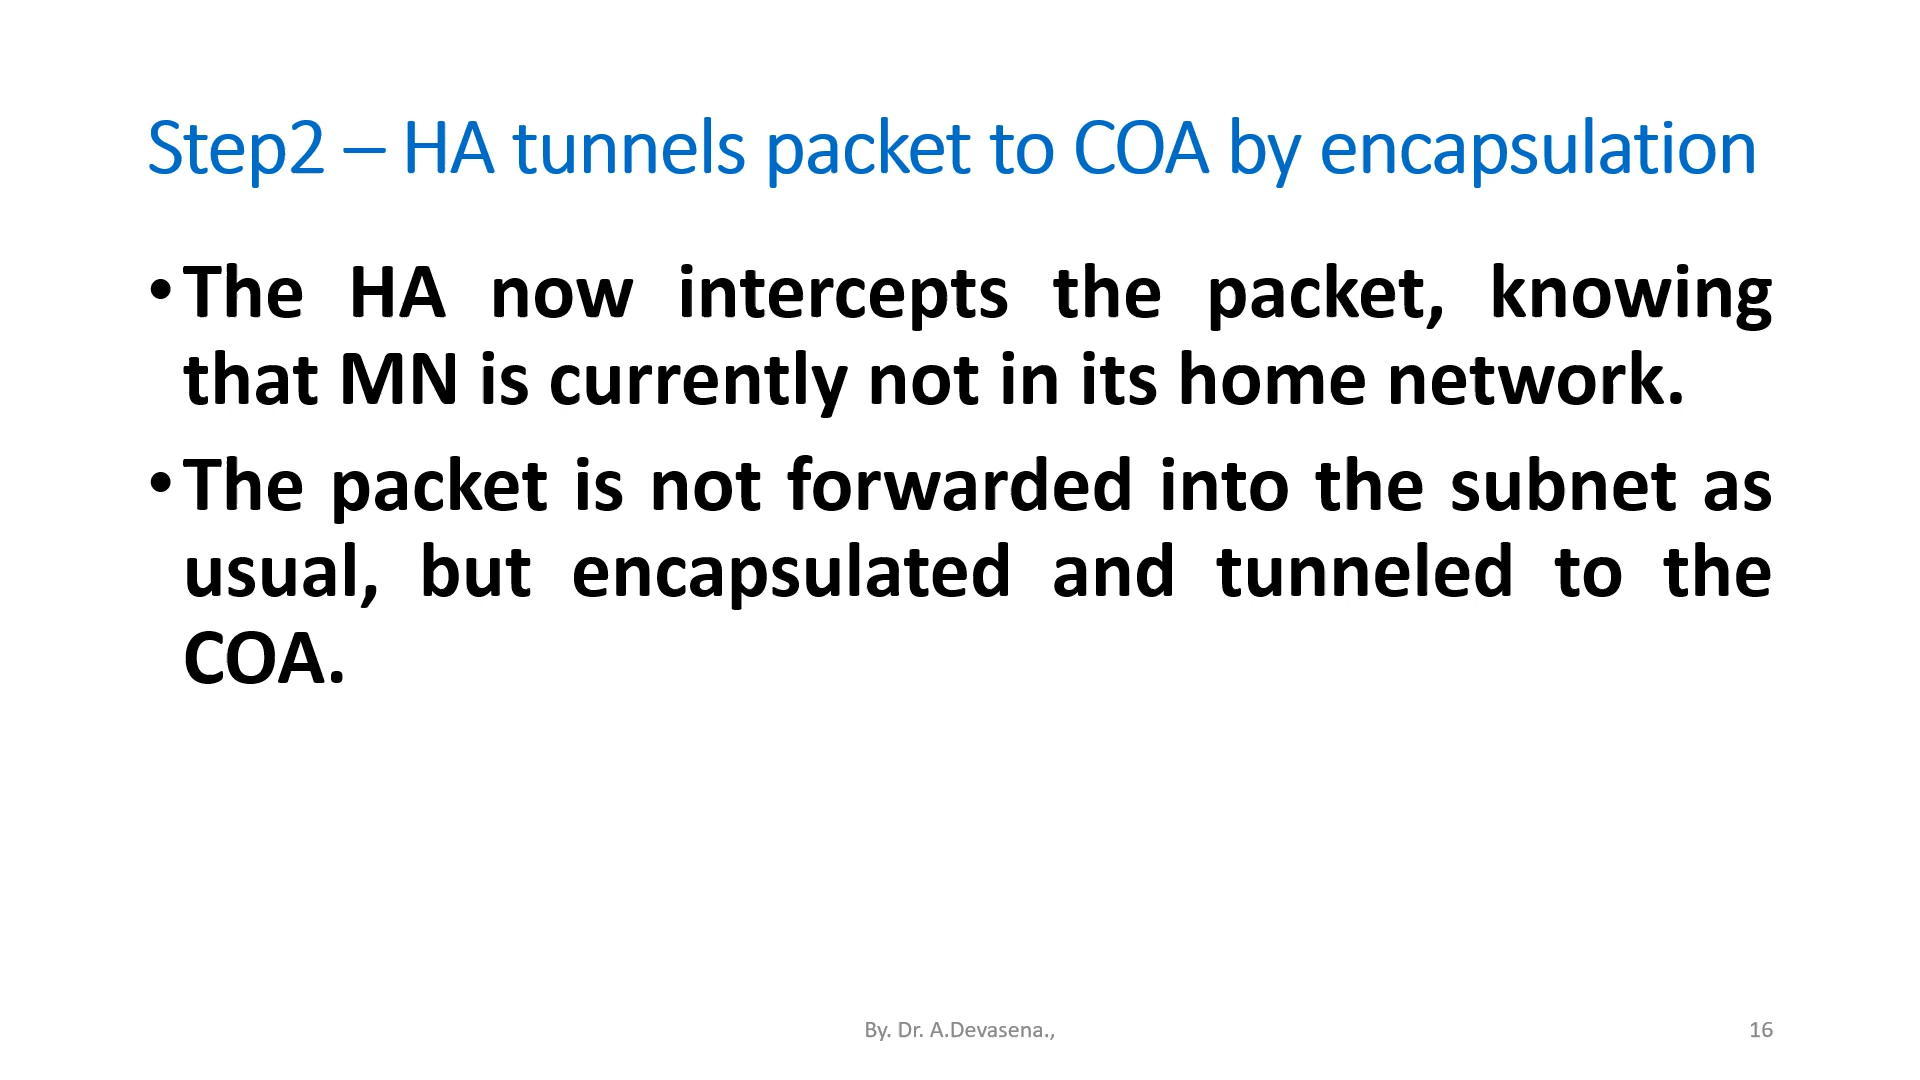 Step2 – HA tunnels packet to COA by encapsulation
•The HA now intercepts the packet, knowing
that MN is currently not in its home network.
•The packet is not forwarded into the subnet as
usual, but encapsulated and tunneled to the
COA.
By. Dr. A.Devasena.,
16